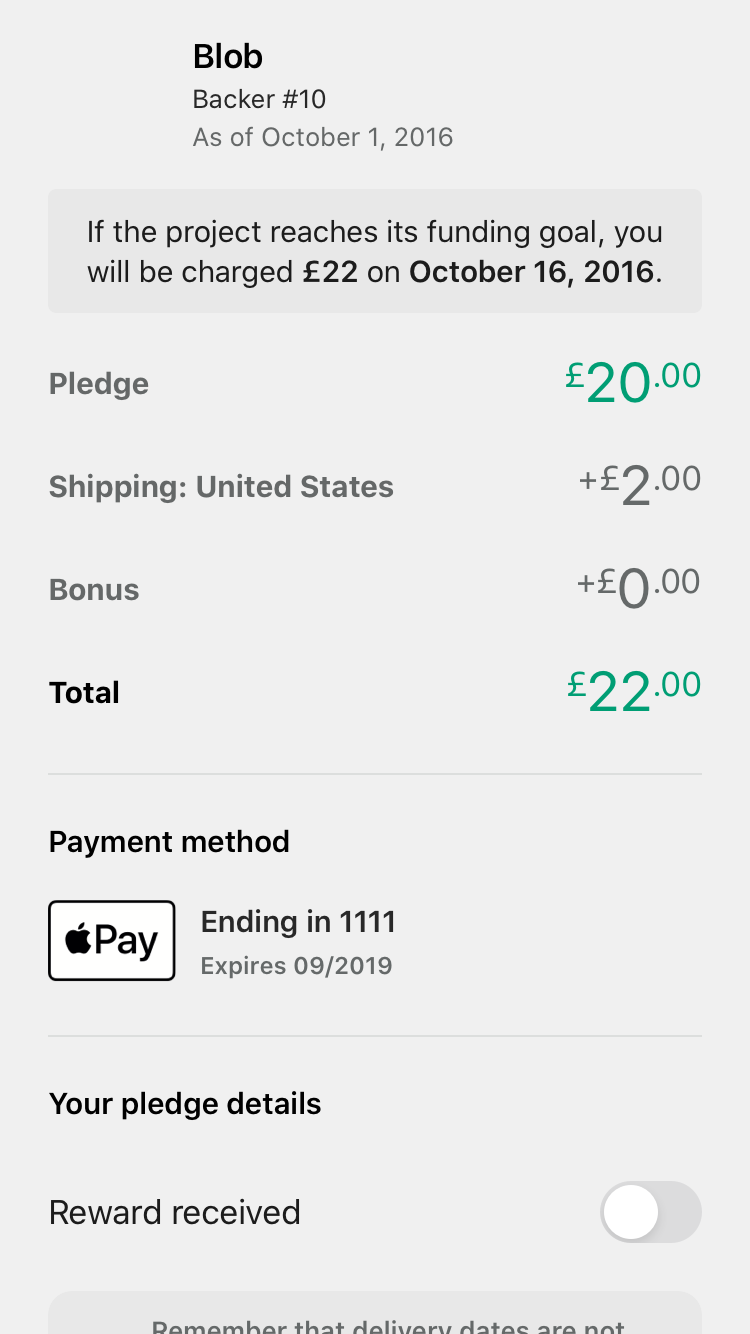 Blob
Backer #10
As of October 1, 2016
If the project reaches its funding goal, you
will be charged £22 on October 16, 2016.
Pledge £20.00
Shipping: United States +£2.00
Bonus +£0.00
Total £22.00
Payment method
Pay
Ending in 1111
Expires 09/2019
Your pledge details
Reward received
Remember that delivery dates are not